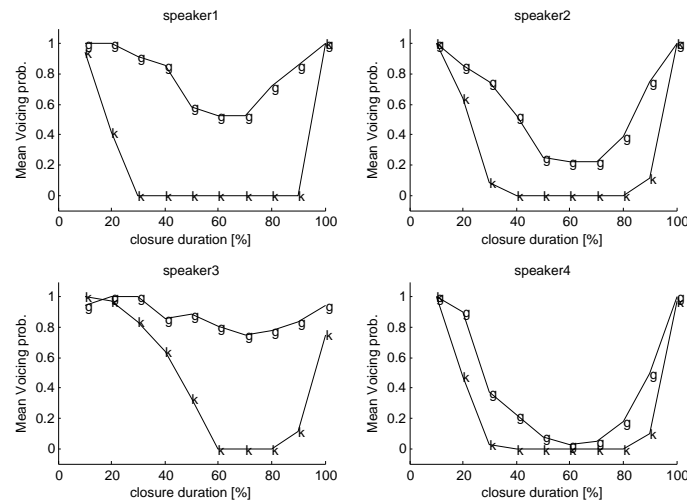 speaker1
1
0.8
0.6
0.4
0.2
0
Mean Voicing prob.
g g g g g g g g g g
k k k k k k k k k k
0 20 40 60 80 100
closure duration [%]
speaker2
1
0.8
0.6
0.4
0.2
0
Mean Voicing prob.
g g g g g g g g g g
k k k k k k k k k k
0 20 40 60 80 100
closure duration [%]
speaker3
1
0.8
0.6
0.4
0.2
0
Mean Voicing prob.
g g g g g g g g g g
k k k k k k k k k k
0 20 40 60 80 100
closure duration [%]
speaker4
1
0.8
0.6
0.4
0.2
0
Mean Voicing prob.
g g g g g g g g g g
k k k k k k k k k k
0 20 40 60 80 100
closure duration [%]